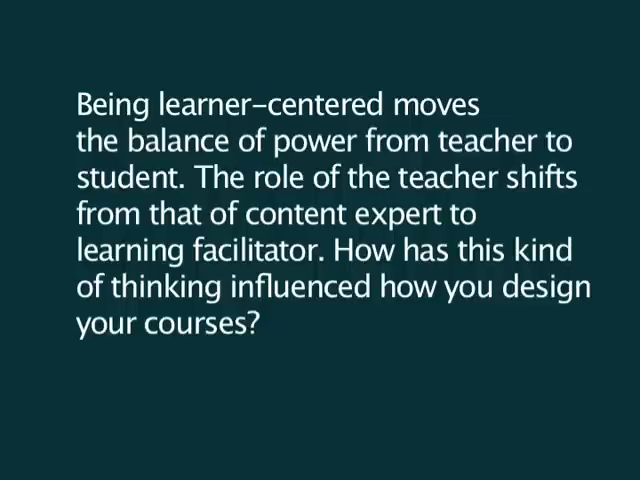 Being learner-centered moves
the balance of power from teacher to
student. The role of the teacher shifts
from that of content expert to
learning facilitator. How has this kind
of thinking influenced how you design
your courses?